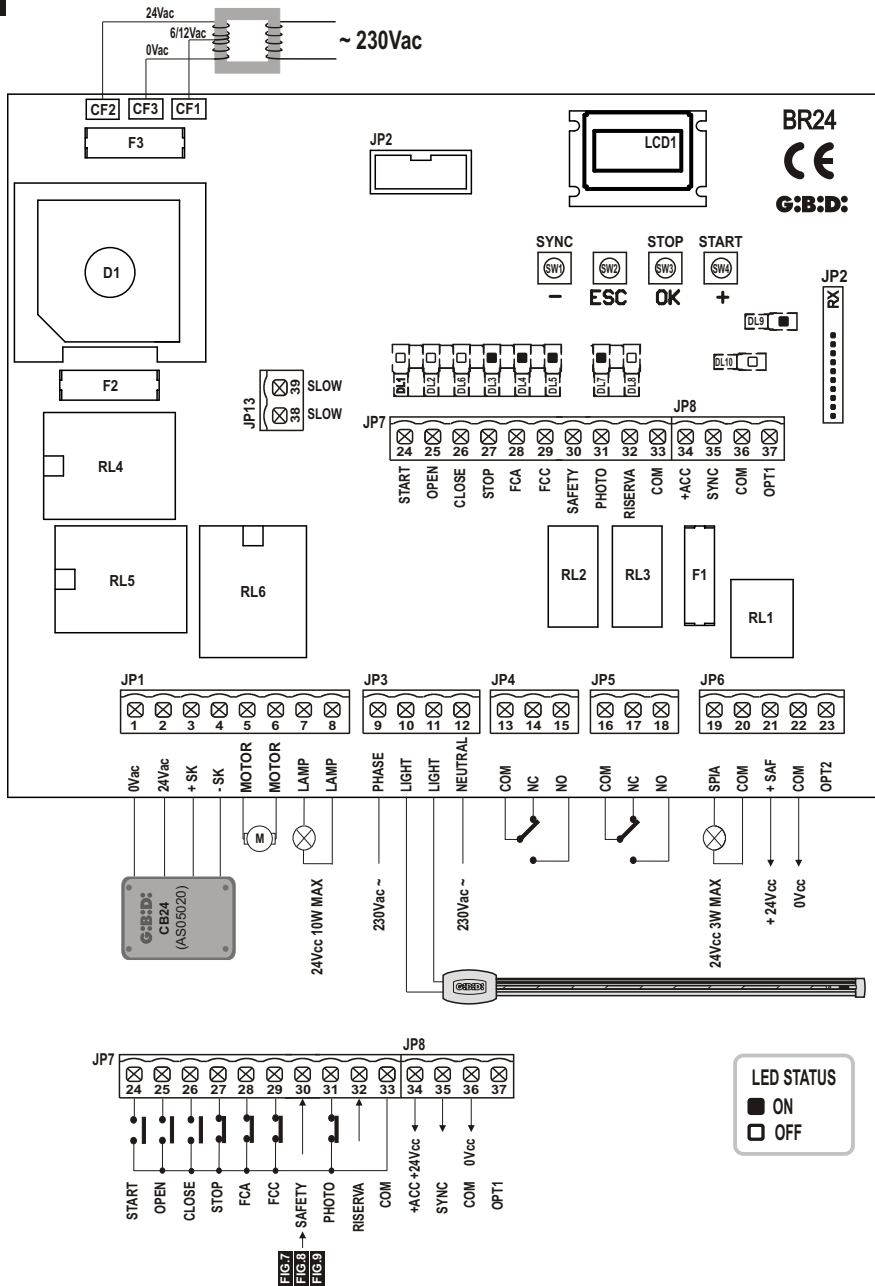 24Vac
6/12Vac
0Vac
~ 230Vac
CF2 CF3 CF1
F3
JP2
LCD1
BR24
CE
G:B:D:
D1
SYNC STOP START
SW1 SW2 SW3 SW4
- ESC OK +
JP2
RX
DL9
DL10
F2
JP13
39 SLOW
38 SLOW
DL1 DL2 DL6 DL3 DL4 DL5 DL7 DL8
JP7 JP8
24 25 26 27 28 29 30 31 32 33 34 35 36 37
START OPEN CLOSE STOP FCA FCC SAFETY PHOTO RISERVA COM +ACC SYNC COM OPT1
RL4
RL5
RL6
RL2
RL3
F1
RL1
JP1 JP3 JP4 JP5 JP6
1 2 3 4 5 6 7 8 9 10 11 12 13 14 15 16 17 18 19 20 21 22 23
0Vac 24Vac + SK - SK MOTOR MOTOR LAMP LAMP PHASE LIGHT LIGHT NEUTRAL COM NC NO COM NC NO SPIA COM + SAF COM OPT2
M
G:B:D:
CB24
(AS05020)
24Vcc 10W MAX
230Vac ~
230Vac ~
24Vcc 3W MAX
+ 24Vcc
0Vcc
G:B:D:
JP7 JP8
24 25 26 27 28 29 30 31 32 33 34 35 36 37
START OPEN CLOSE STOP FCA FCC SAFETY PHOTO RISERVA COM +ACC +24Vcc SYNC COM 0Vcc OPT1
FIG.7
FIG.8
FIG.9
LED STATUS
ON
OFF